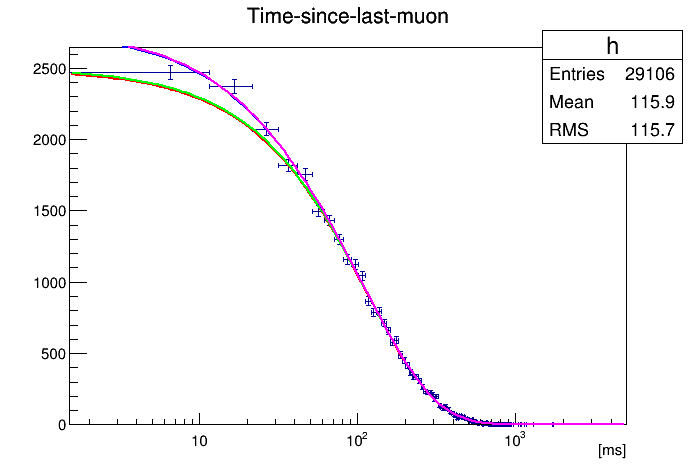 Time-since-last-muon
h
Entries 29106
Mean 115.9
RMS 115.7
2500
2000
1500
1000
500
0
10
10²
10³
[ms]